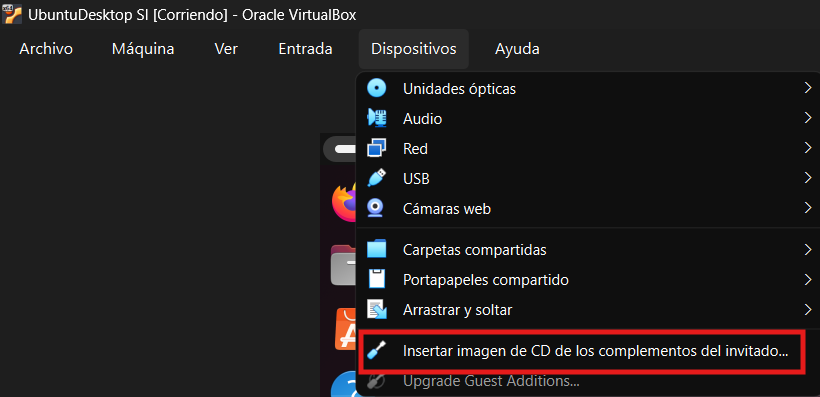 UbuntuDesktop SI [Corriendo] - Oracle VirtualBox
Archivo Máquina Ver Entrada Dispositivos Ayuda
Unidades ópticas
Audio
Red
USB
Cámaras web
Carpetas compartidas
Portapapeles compartido
Arrastrar y soltar
Insertar imagen de CD de los complementos del invitado...
Upgrade Guest Additions...